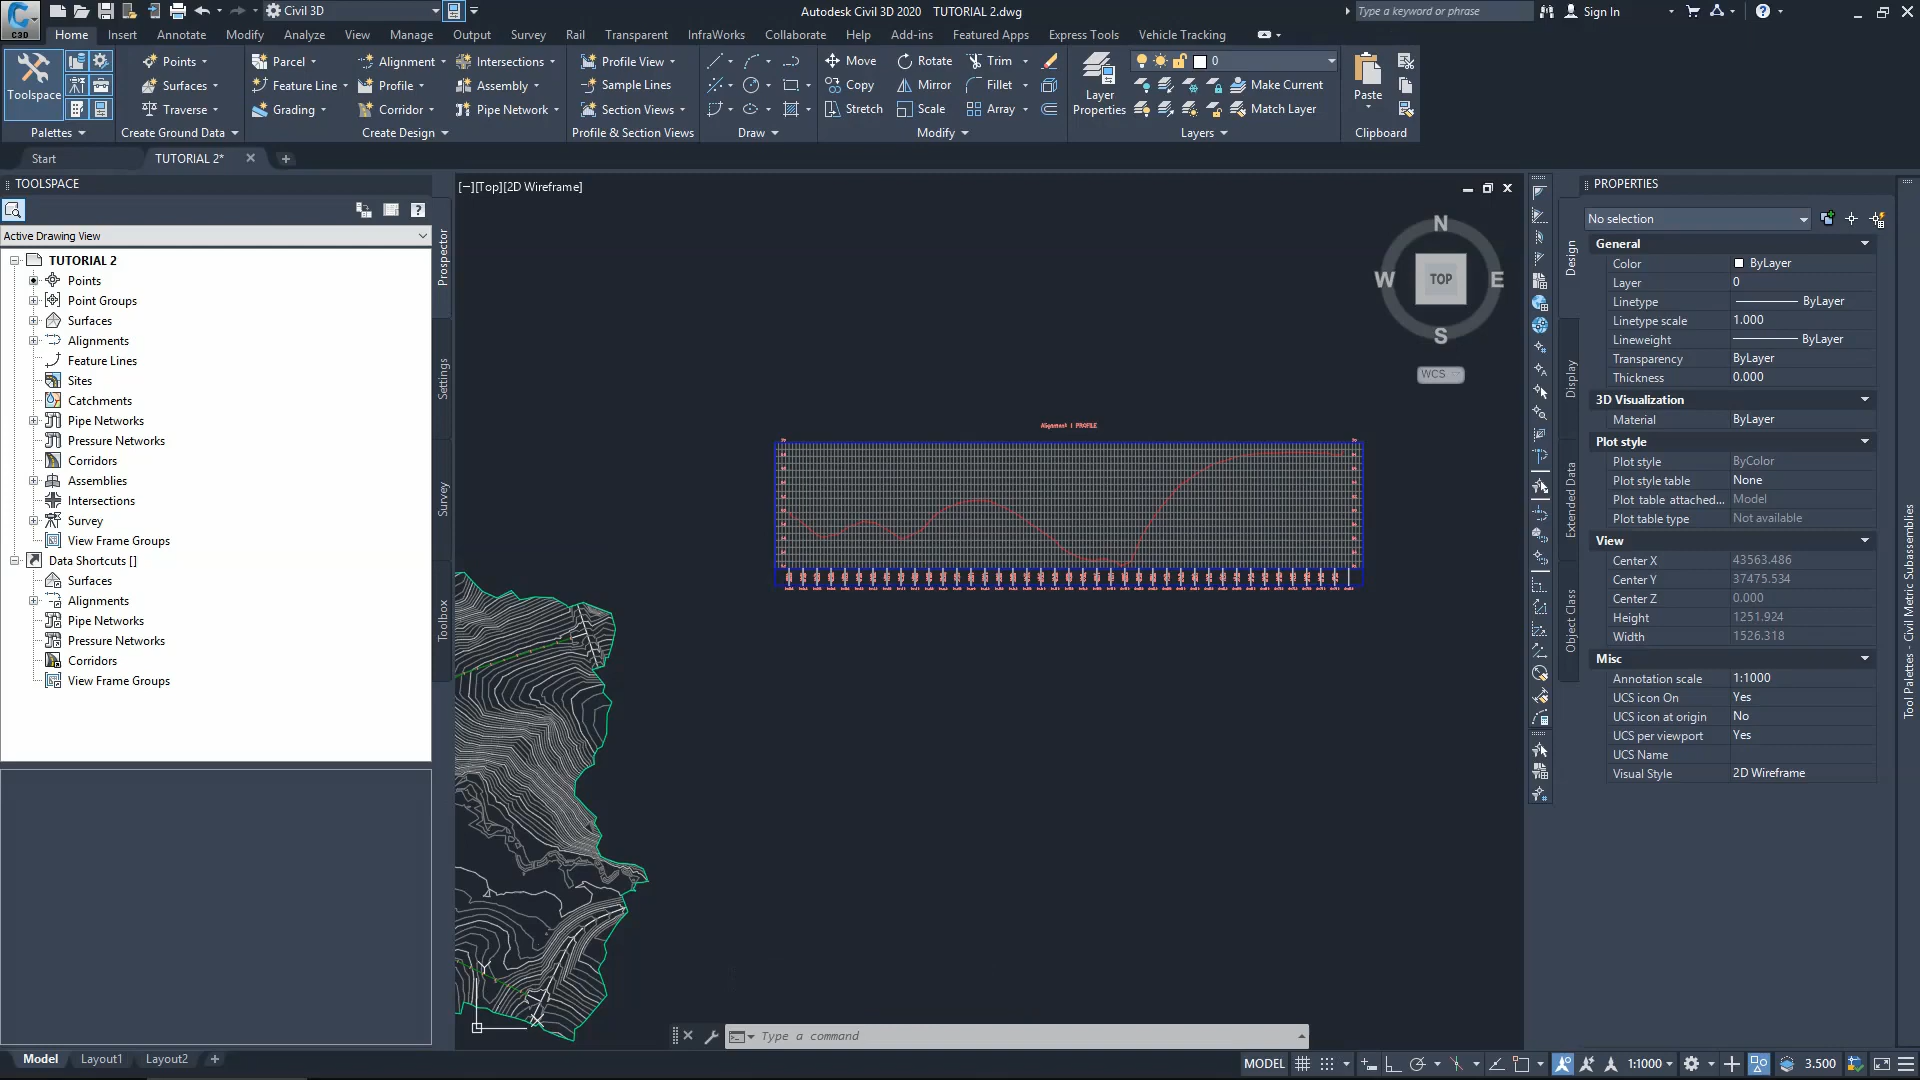 C3D
Civil 3D
Autodesk Civil 3D 2020 TUTORIAL 2.dwg
Type a keyword or phrase
Sign In
Home Insert Annotate Modify Analyze View Manage Output Survey Rail Transparent InfraWorks Collaborate Help Add-ins Featured Apps Express Tools Vehicle Tracking
Points Parcel Alignment Intersections Profile View Move Rotate Trim 0
Toolspace Surfaces Feature Line Profile Assembly Sample Lines Copy Mirror Fillet Layer Properties Make Current Paste
Traverse Grading Corridor Pipe Network Section Views Stretch Scale Array Match Layer
Palettes Create Ground Data Create Design Profile & Section Views Draw Modify Layers Clipboard
Start TUTORIAL 2*
TOOLSPACE
Active Drawing View
TUTORIAL 2
Points
Point Groups
Surfaces
Alignments
Feature Lines
Sites
Catchments
Pipe Networks
Pressure Networks
Corridors
Assemblies
Intersections
Survey
View Frame Groups
Data Shortcuts []
Surfaces
Alignments
Pipe Networks
Pressure Networks
Corridors
View Frame Groups
Prospector
Settings
Survey
Toolbox
[−][Top][2D Wireframe]
N
W TOP E
S
WCS
Alignment 1 PROFILE
Y
X
Type a command
PROPERTIES
No selection
General
Color ByLayer
Layer 0
Linetype ByLayer
Linetype scale 1.000
Lineweight ByLayer
Transparency ByLayer
Thickness 0.000
3D Visualization
Material ByLayer
Plot style
Plot style ByColor
Plot style table None
Plot table attached... Model
Plot table type Not available
View
Center X 43563.486
Center Y 37475.534
Center Z 0.000
Height 1251.924
Width 1526.318
Misc
Annotation scale 1:1000
UCS icon On Yes
UCS icon at origin No
UCS per viewport Yes
UCS Name
Visual Style 2D Wireframe
Design
Display
Extended Data
Object Class
Tool Palettes - Civil Metric Subassemblies
Model Layout1 Layout2
MODEL 1:1000 3.500